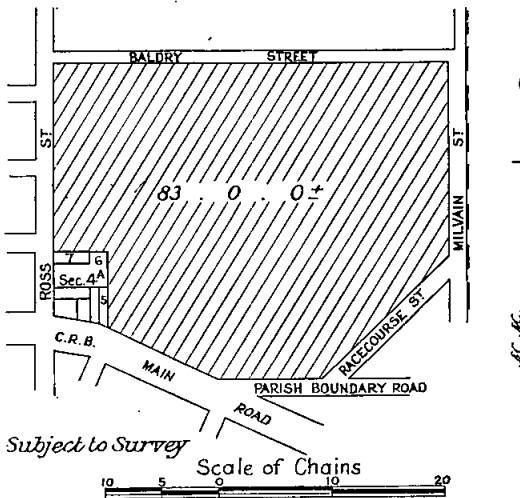 BALDRY STREET
ST
ROSS
83 . 0 . 0 ±
ST
MILVAIN
7
6
Sec. 4A
5
RACECOURSE ST
C.R.B. MAIN ROAD
PARISH BOUNDARY ROAD
Subject to Survey
Scale of Chains
10 5 0 10 20